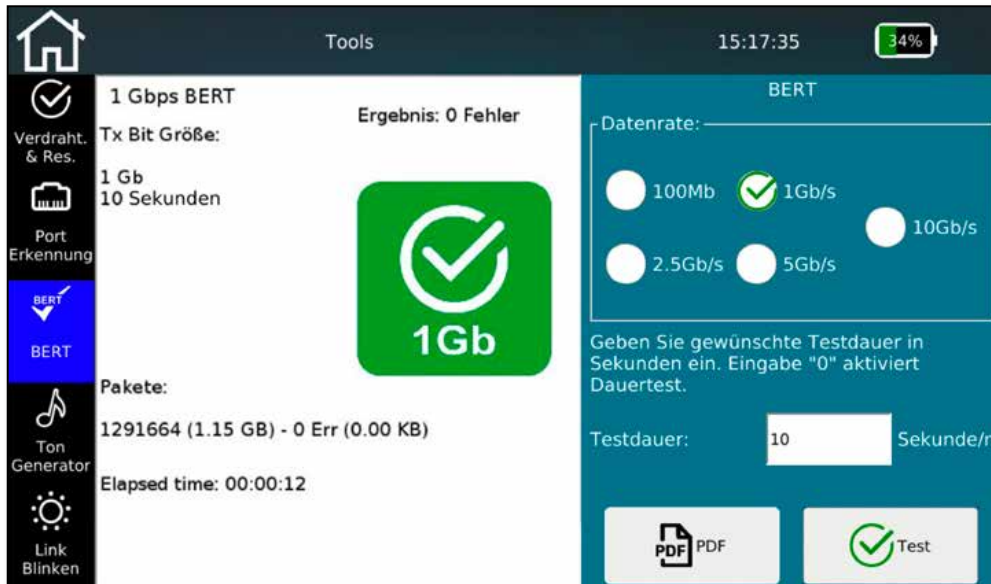 Tools
15:17:35
34%
Verdraht.
& Res.
Port
Erkennung
BERT
BERT
Ton
Generator
Link
Blinken
1 Gbps BERT
Ergebnis: 0 Fehler
Tx Bit Größe:
1 Gb
10 Sekunden
1Gb
Pakete:
1291664 (1.15 GB) - 0 Err (0.00 KB)
Elapsed time: 00:00:12
BERT
Datenrate:
100Mb
1Gb/s
10Gb/s
2.5Gb/s
5Gb/s
Geben Sie gewünschte Testdauer in
Sekunden ein. Eingabe "0" aktiviert
Dauertest.
Testdauer:
10
Sekunde/n
PDF
PDF
Test